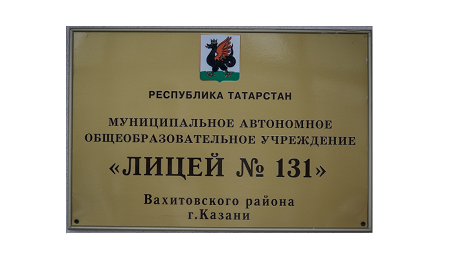 РЕСПУБЛИКА ТАТАРСТАН
МУНИЦИПАЛЬНОЕ АВТОНОМНОЕ
ОБЩЕОБРАЗОВАТЕЛЬНОЕ УЧРЕЖДЕНИЕ
«ЛИЦЕЙ № 131»
Вахитовского района
г.Казани